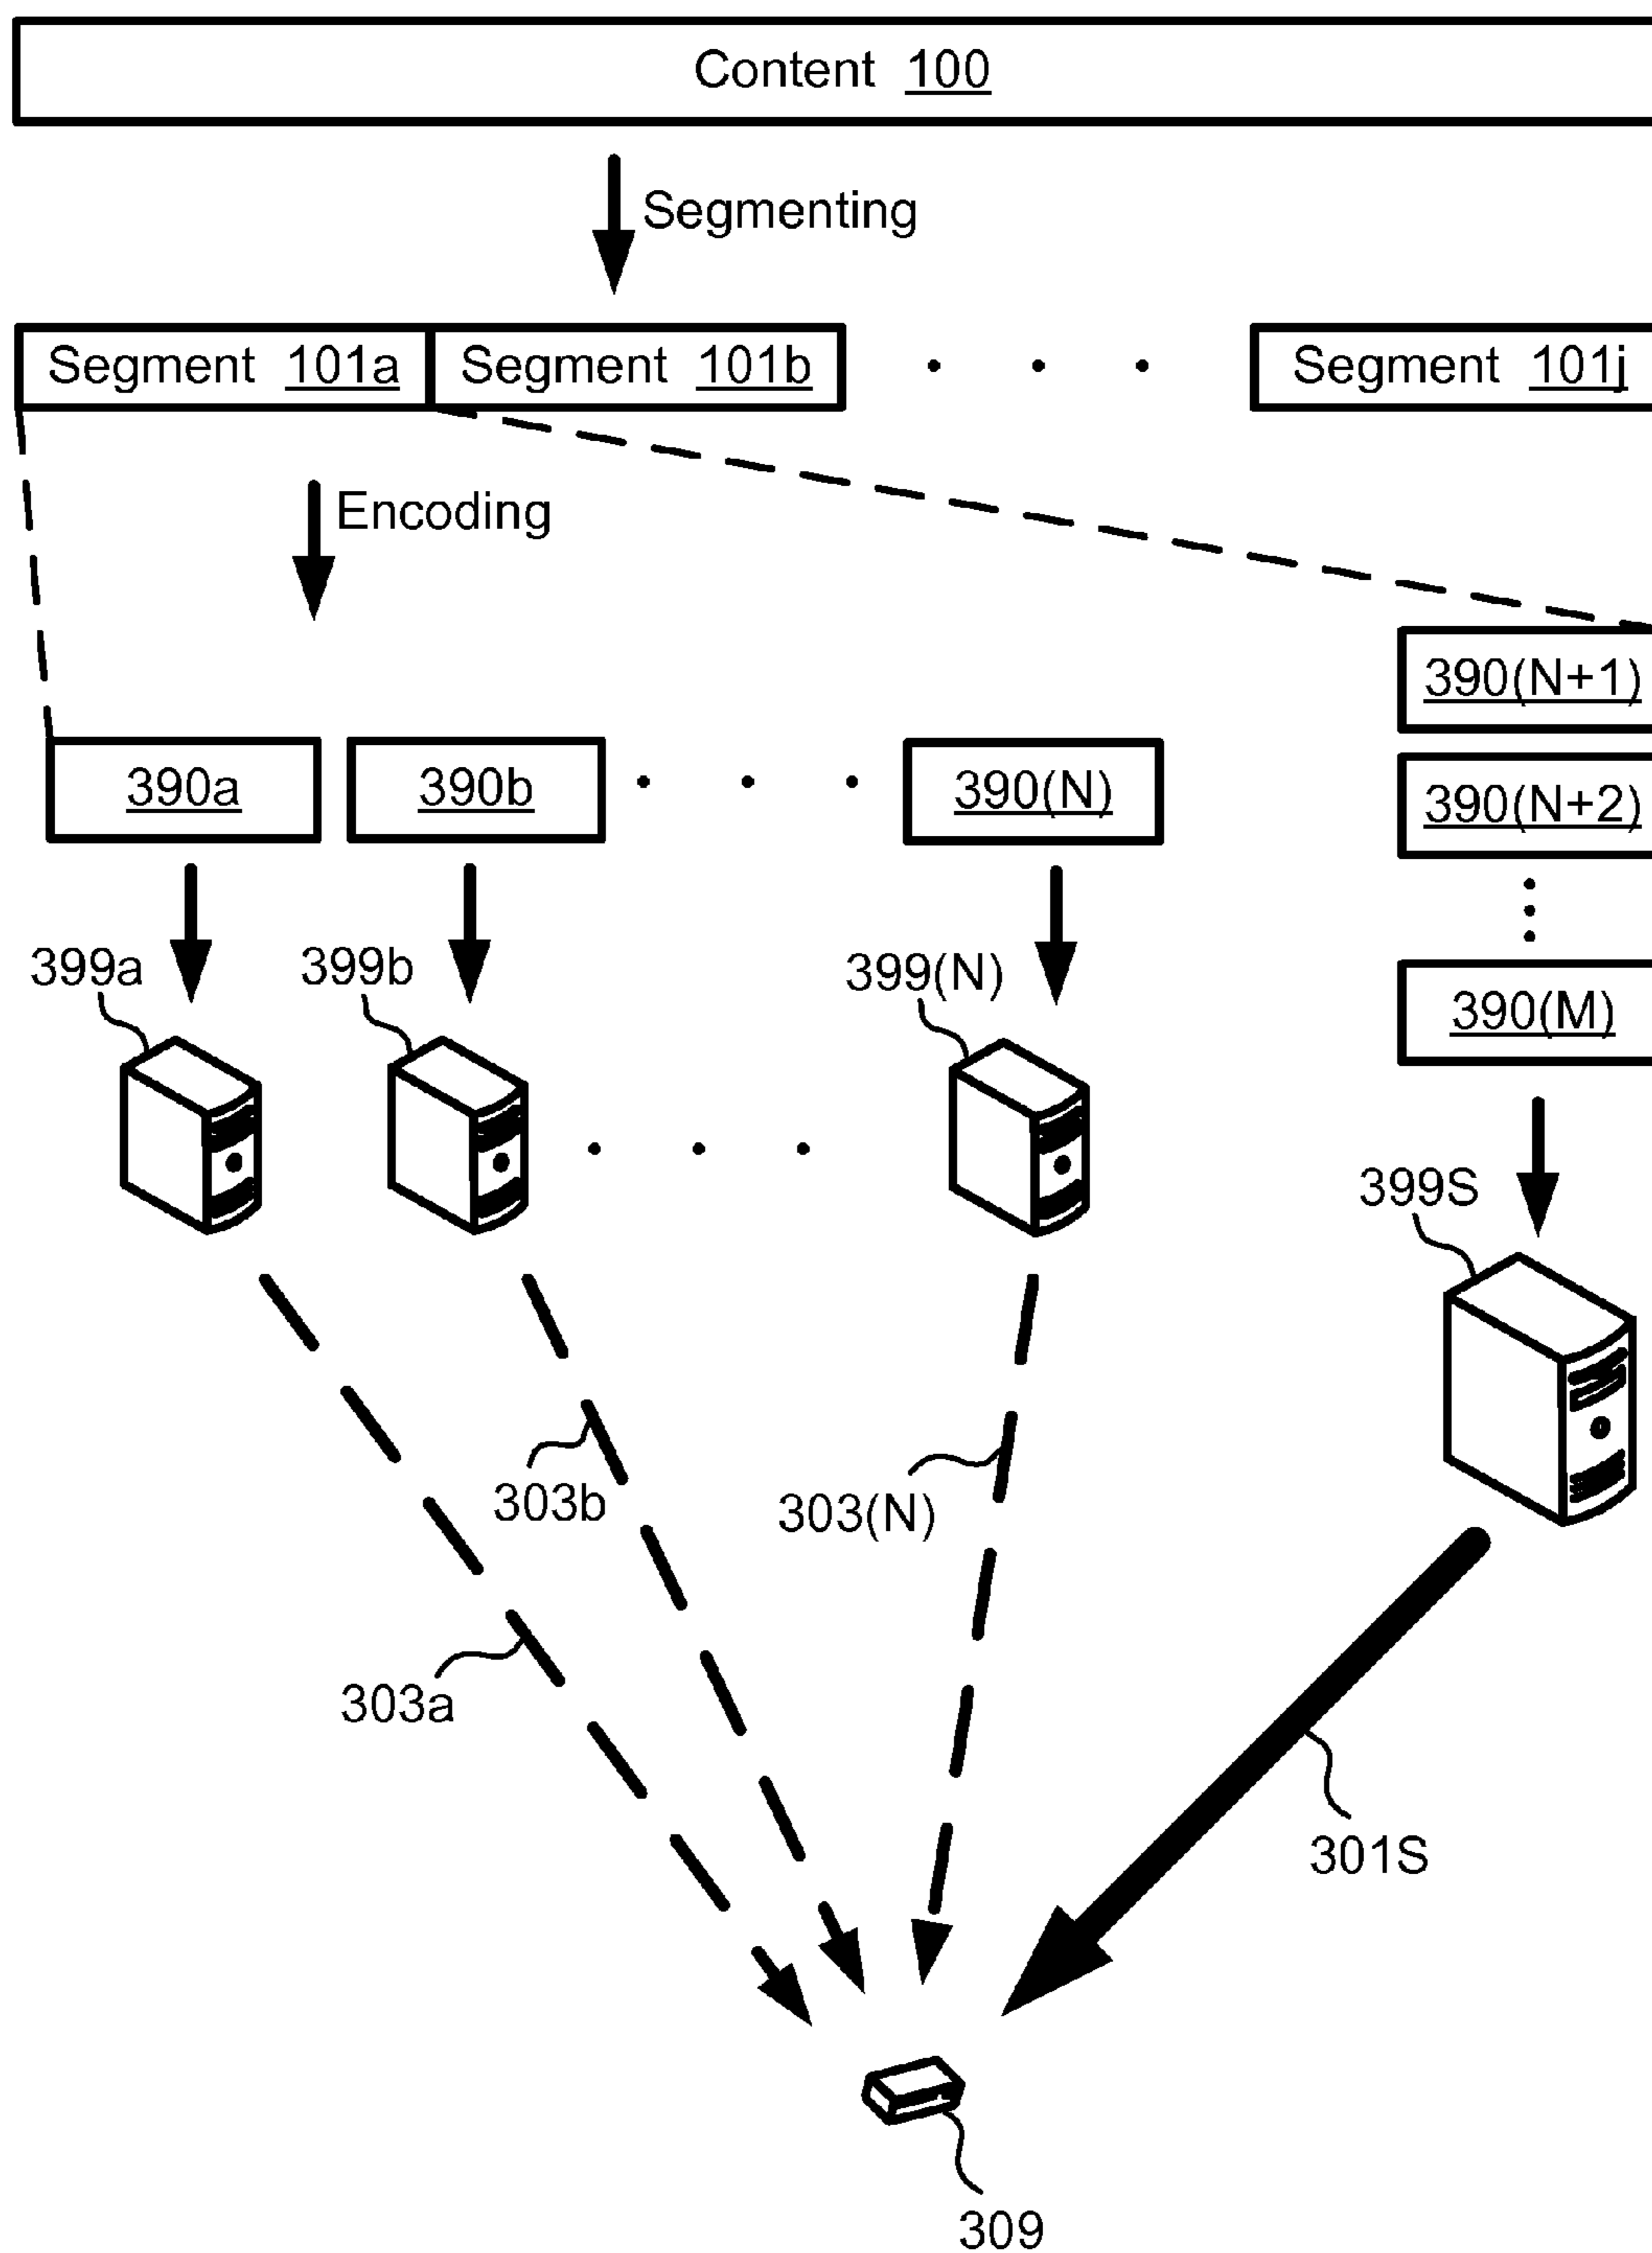 Content 100
Segmenting
Segment 101a Segment 101b Segment 101j
Encoding
390(N+1)
390a 390b 390(N) 390(N+2)
399a 399b 399(N)
390(M)
399S
303b 303(N)
303a
301S
309